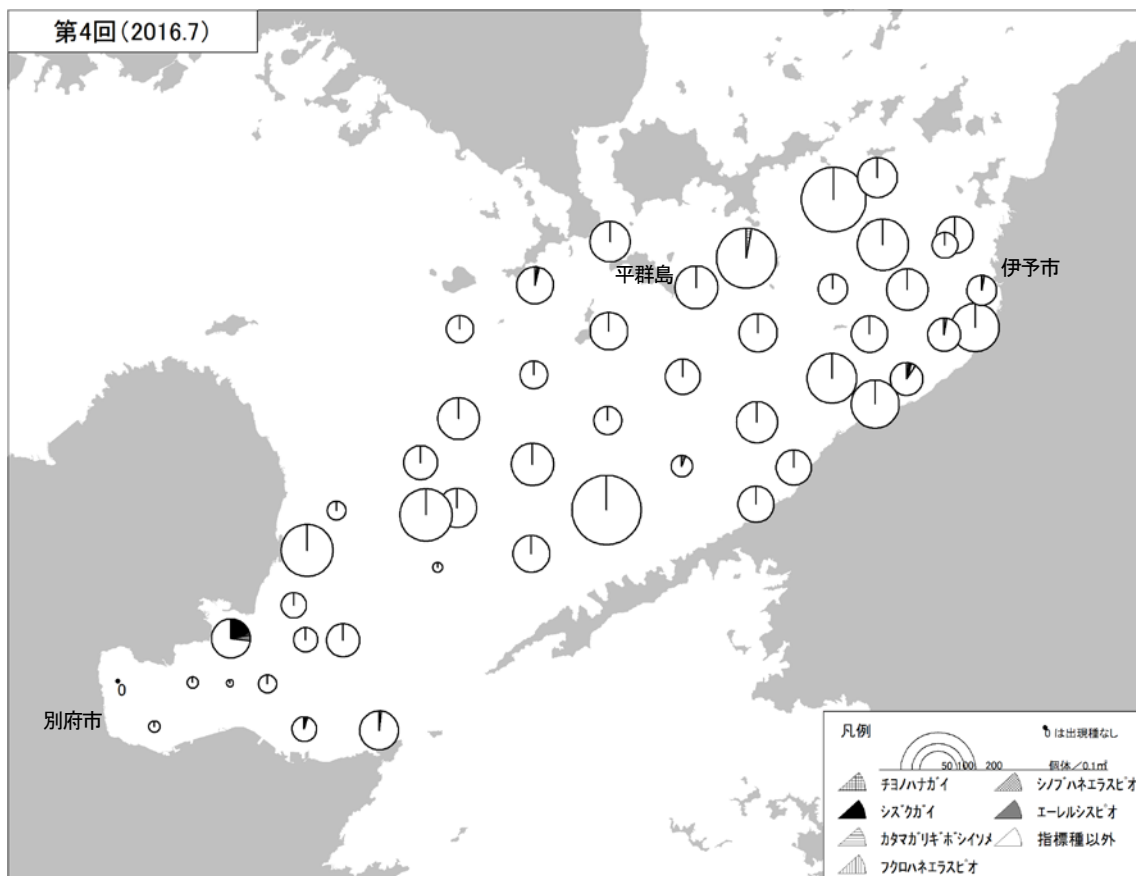 第4回(2016.7)
平群島
伊予市
別府市
0
凡例
0は出現種なし
50 100 200
個体/0.1㎡
チヨノハナガイ
シノブハネエラスピオ
シズクガイ
エーレルシスピオ
カタマガリギボシイソメ
指標種以外
フクロハネエラスピオ